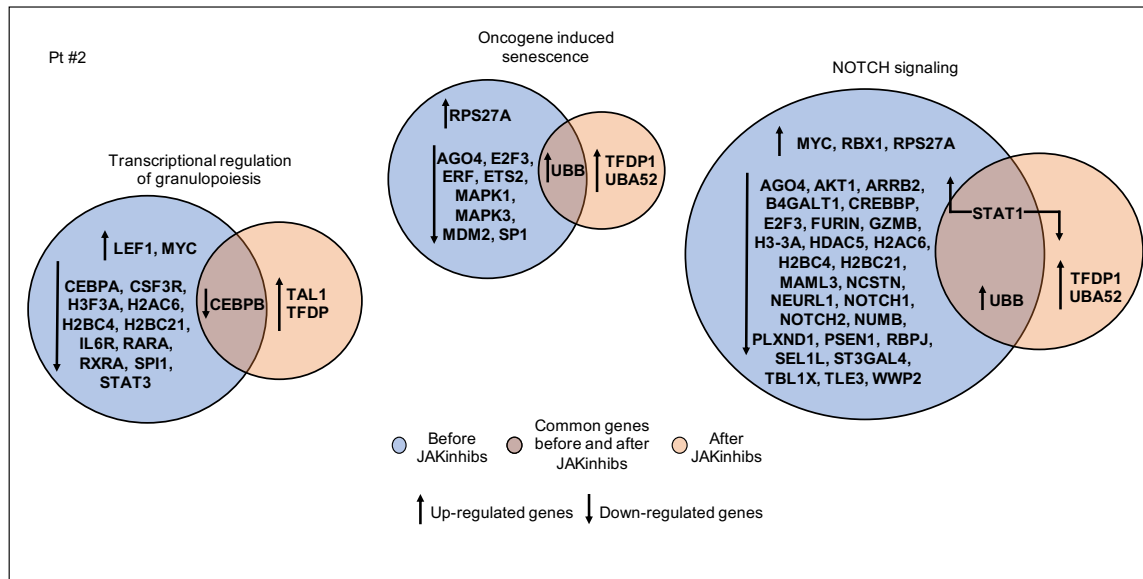 Pt #2
Transcriptional regulation
of granulopoiesis
LEF1, MYC
CEBPA, CSF3R,
H3F3A, H2AC6,
H2BC4, H2BC21,
IL6R, RARA,
RXRA, SPI1,
STAT3
CEBPB
TAL1
TFDP
Oncogene induced
senescence
RPS27A
AGO4, E2F3,
ERF, ETS2,
MAPK1,
MAPK3,
MDM2, SP1
UBB
TFDP1
UBA52
NOTCH signaling
MYC, RBX1, RPS27A
AGO4, AKT1, ARRB2,
B4GALT1, CREBBP,
E2F3, FURIN, GZMB,
H3-3A, HDAC5, H2AC6,
H2BC4, H2BC21,
MAML3, NCSTN,
NEURL1, NOTCH1,
NOTCH2, NUMB,
PLXND1, PSEN1, RBPJ,
SEL1L, ST3GAL4,
TBL1X, TLE3, WWP2
STAT1
UBB
TFDP1
UBA52
Before
JAKinhibs
Common genes
before and after
JAKinhibs
After
JAKinhibs
Up-regulated genes
Down-regulated genes